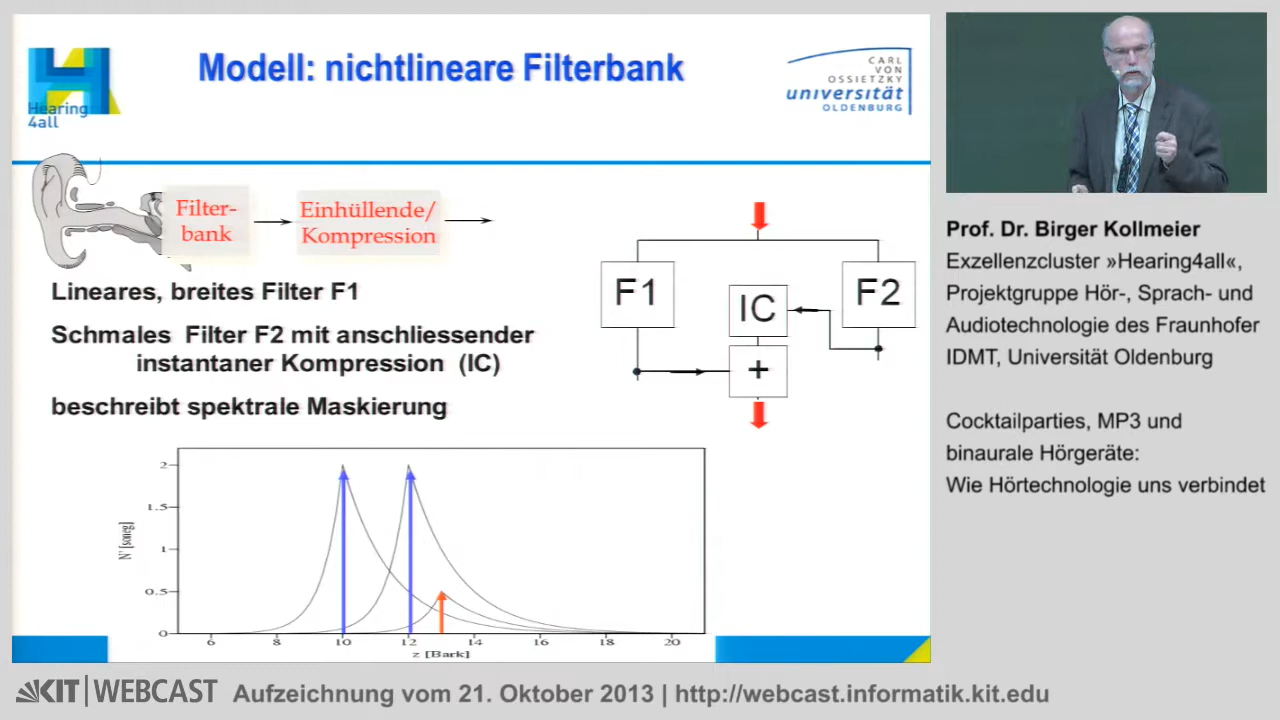 Hearing
4all
Modell: nichtlineare Filterbank
CARL
VON
OSSIETZKY
universität
OLDENBURG
Filter-
bank
Einhüllende/
Kompression
Lineares, breites Filter F1
Schmales Filter F2 mit anschliessender
instantaner Kompression (IC)
beschreibt spektrale Maskierung
F1
IC
F2
+
N' [soneg]
2
1.5
1
0.5
0
6 8 10 12 14 16 18 20
z [Bark]
Prof. Dr. Birger Kollmeier
Exzellenzcluster »Hearing4all«,
Projektgruppe Hör-, Sprach- und
Audiotechnologie des Fraunhofer
IDMT, Universität Oldenburg
Cocktailparties, MP3 und
binaurale Hörgeräte:
Wie Hörtechnologie uns verbindet
KIT | WEBCAST Aufzeichnung vom 21. Oktober 2013 | http://webcast.informatik.kit.edu